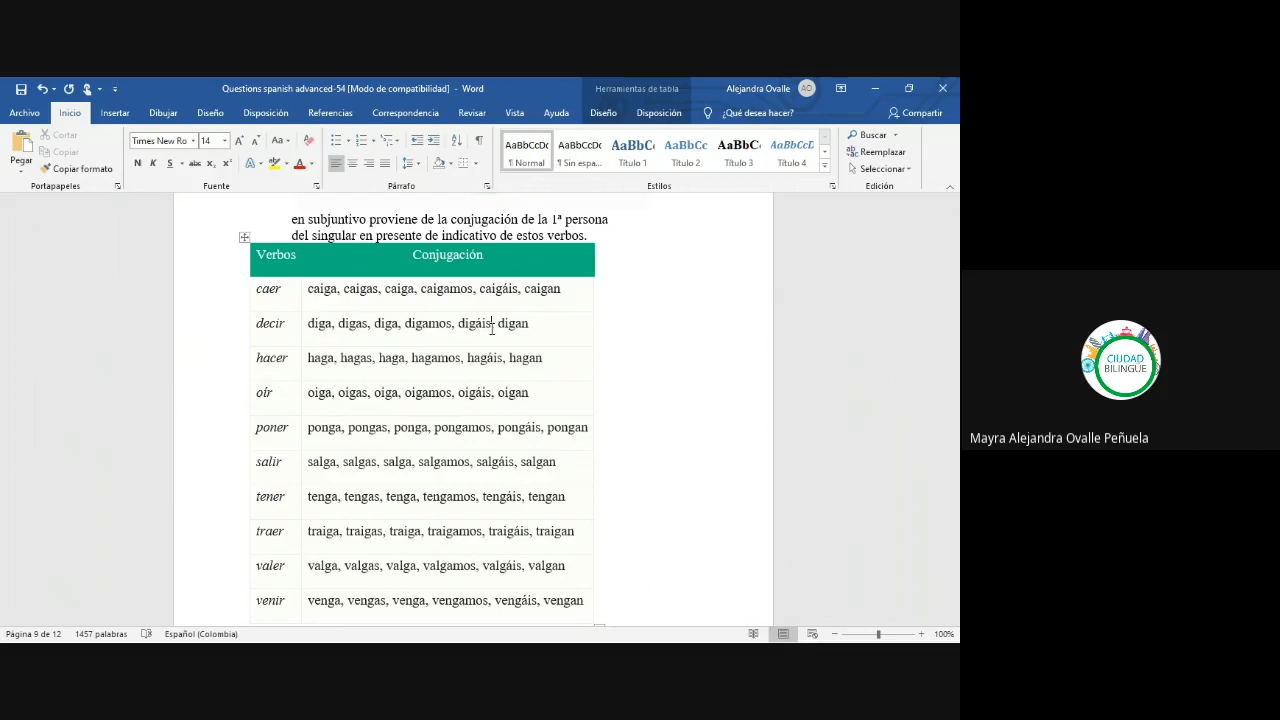 Questions spanish advanced-54 [Modo de compatibilidad] - Word
Herramientas de tabla
Alejandra Ovalle
AO
Archivo Inicio Insertar Dibujar Diseño Disposición Referencias Correspondencia Revisar Vista Ayuda Diseño Disposición ¿Qué desea hacer? Compartir
Pegar
Cortar
Copiar
Copiar formato
Portapapeles
Times New Ro 14
N K S abc x₂ x²
Fuente
Párrafo
AaBbCcDc AaBbCcDc AaBbCc AaBbCc AaBbCc AaBbCcD
¶ Normal ¶ Sin espa... Título 1 Título 2 Título 3 Título 4
Estilos
Buscar
Reemplazar
Seleccionar
Edición
en subjuntivo proviene de la conjugación de la 1ª persona
del singular en presente de indicativo de estos verbos.
Verbos Conjugación
caer caiga, caigas, caiga, caigamos, caigáis, caigan
decir diga, digas, diga, digamos, digáis, digan
hacer haga, hagas, haga, hagamos, hagáis, hagan
oír oiga, oigas, oiga, oigamos, oigáis, oigan
poner ponga, pongas, ponga, pongamos, pongáis, pongan
salir salga, salgas, salga, salgamos, salgáis, salgan
tener tenga, tengas, tenga, tengamos, tengáis, tengan
traer traiga, traigas, traiga, traigamos, traigáis, traigan
valer valga, valgas, valga, valgamos, valgáis, valgan
venir venga, vengas, venga, vengamos, vengáis, vengan
Página 9 de 12 1457 palabras Español (Colombia) 100%
CIUDAD
BILINGÜE
Mayra Alejandra Ovalle Peñuela